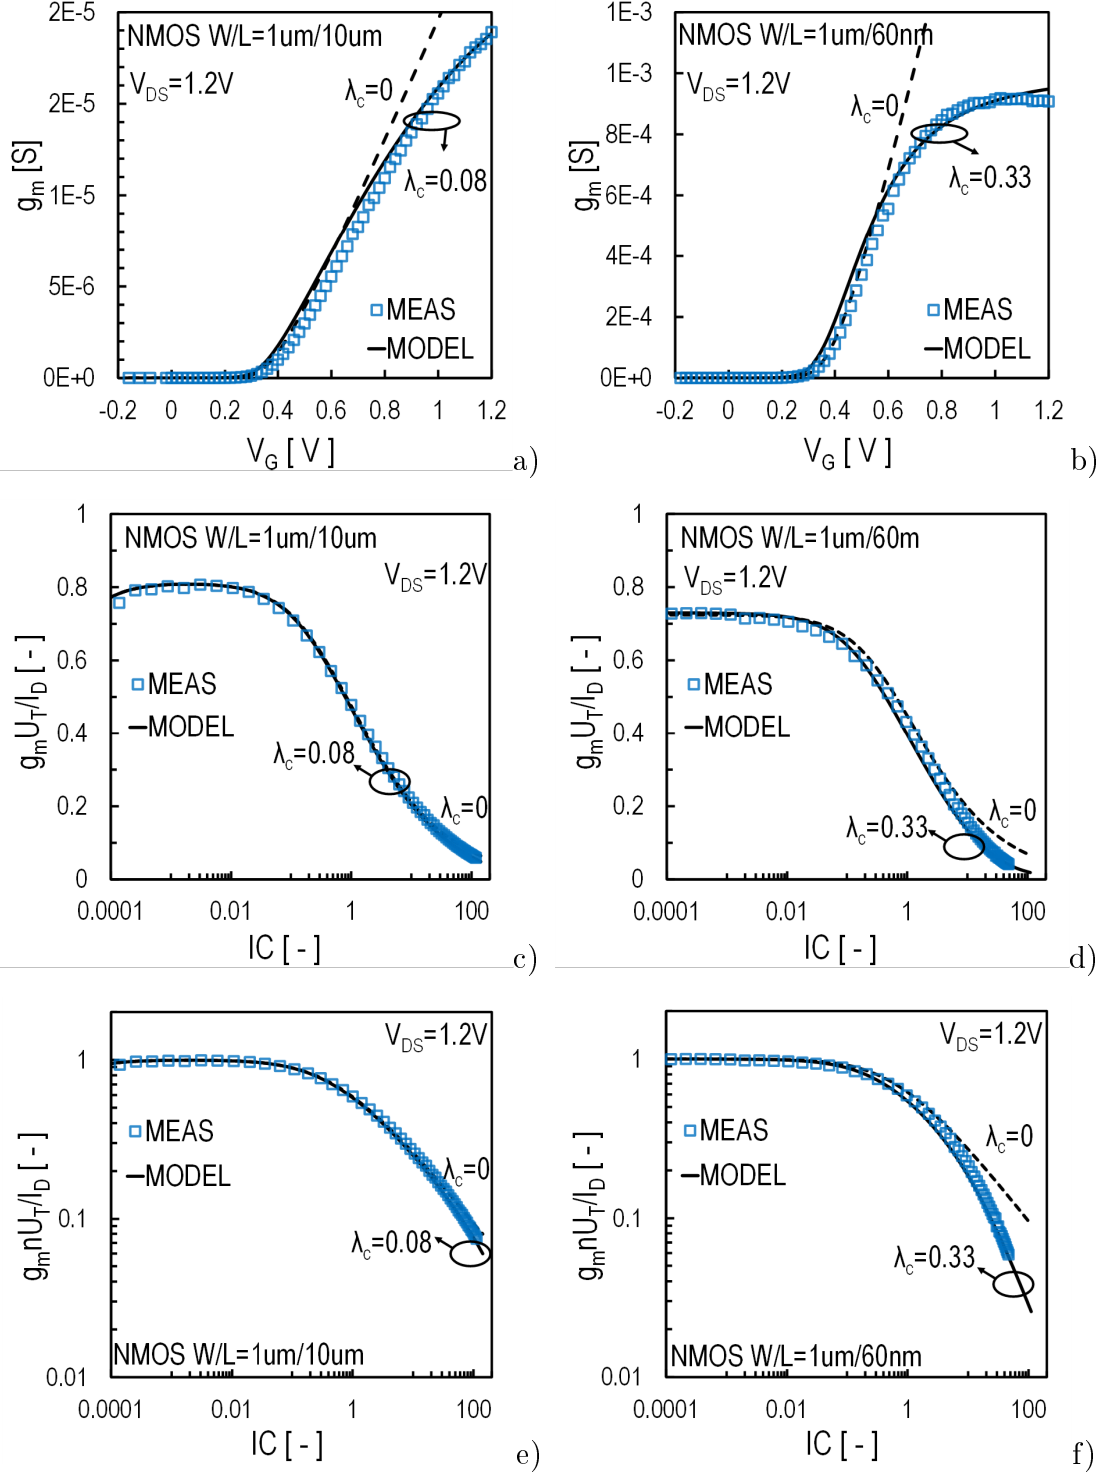 2E-5
2E-5
1E-5
5E-6
0E+0
gm [S]
NMOS W/L=1um/10um
VDS=1.2V
λc=0
λc=0.08
MEAS
MODEL
-0.2 0 0.2 0.4 0.6 0.8 1 1.2
VG [ V ]
a)
1E-3
1E-3
8E-4
6E-4
4E-4
2E-4
0E+0
gm [S]
NMOS W/L=1um/60nm
VDS=1.2V
λc=0
λc=0.33
MEAS
MODEL
-0.2 0 0.2 0.4 0.6 0.8 1 1.2
VG [ V ]
b)
1
0.8
0.6
0.4
0.2
0
gmUT/ID [ - ]
NMOS W/L=1um/10um
VDS=1.2V
MEAS
MODEL
λc=0.08
λc=0
0.0001 0.01 1 100
IC [ - ]
c)
1
0.8
0.6
0.4
0.2
0
gmUT/ID [ - ]
NMOS W/L=1um/60m
VDS=1.2V
MEAS
MODEL
λc=0
λc=0.33
0.0001 0.01 1 100
IC [ - ]
d)
1
0.1
0.01
gmnUT/ID [ - ]
VDS=1.2V
MEAS
MODEL
λc=0
λc=0.08
NMOS W/L=1um/10um
0.0001 0.01 1 100
IC [ - ]
e)
1
0.1
0.01
gmnUT/ID [ - ]
VDS=1.2V
MEAS
MODEL
λc=0
λc=0.33
NMOS W/L=1um/60nm
0.0001 0.01 1 100
IC [ - ]
f)